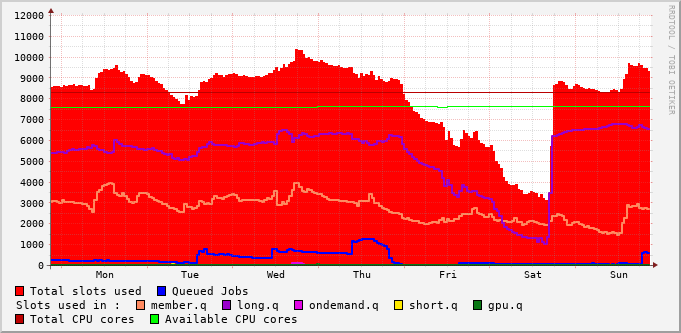 12000
11000
10000
9000
8000
7000
6000
5000
4000
3000
2000
1000
0
Mon Tue Wed Thu Fri Sat Sun
RRDTOOL / TOBI OETIKER
Total slots used Queued Jobs
Slots used in : member.q long.q ondemand.q short.q gpu.q
Total CPU cores Available CPU cores